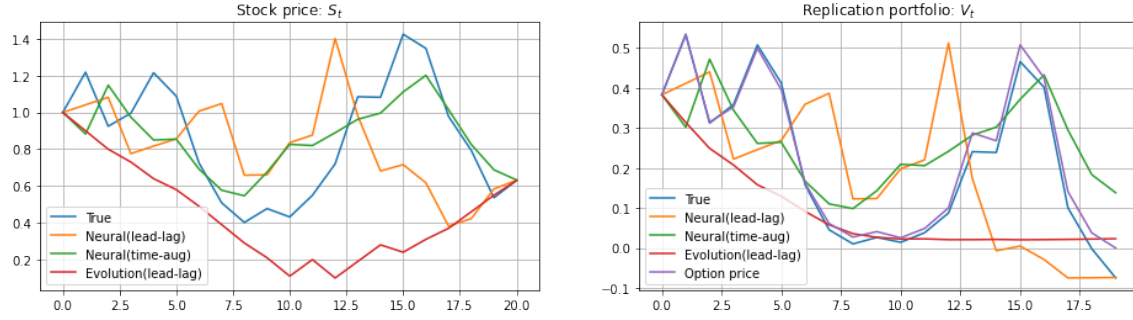 Stock price: S_t
1.4
1.2
1.0
0.8
0.6
0.4
0.2
True
Neural(lead-lag)
Neural(time-aug)
Evolution(lead-lag)
0.0 2.5 5.0 7.5 10.0 12.5 15.0 17.5 20.0
Replication portfolio: V_t
0.5
0.4
0.3
0.2
0.1
0.0
−0.1
True
Neural(lead-lag)
Neural(time-aug)
Evolution(lead-lag)
Option price
0.0 2.5 5.0 7.5 10.0 12.5 15.0 17.5